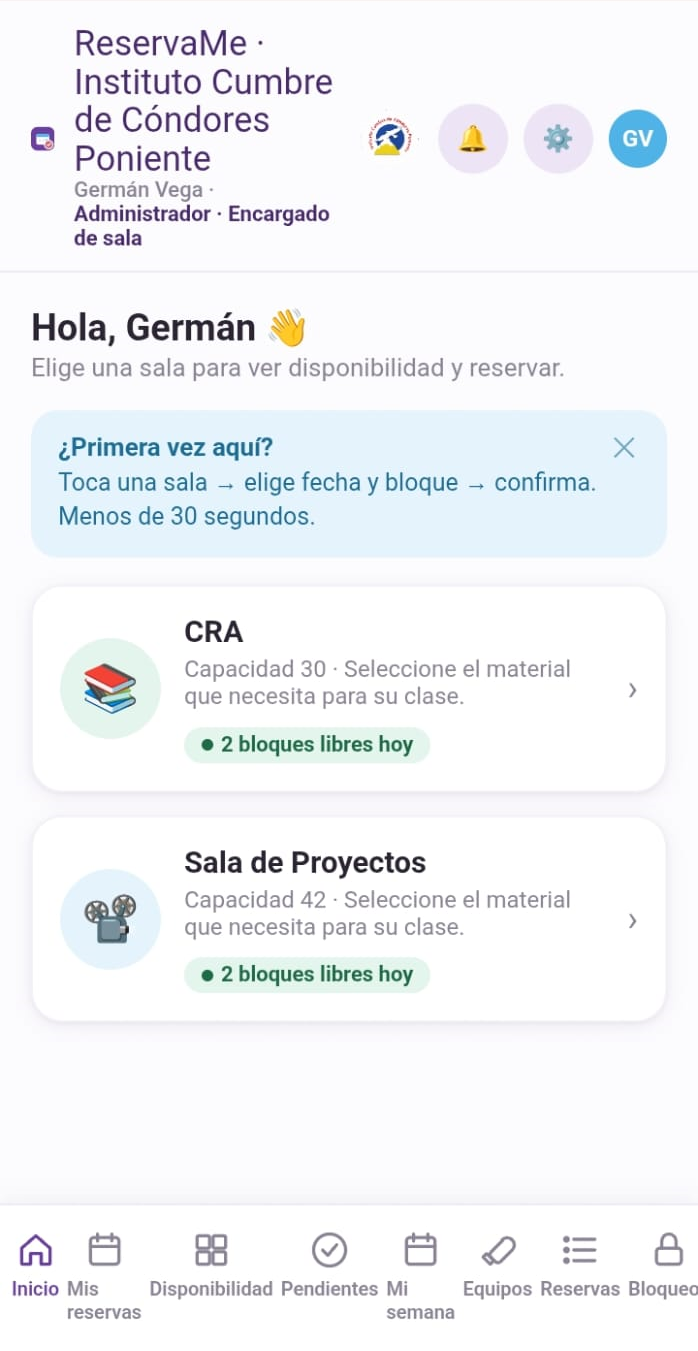 ReservaMe ·
Instituto Cumbre
de Cóndores
Poniente
Germán Vega ·
Administrador · Encargado
de sala
GV
Hola, Germán 👋
Elige una sala para ver disponibilidad y reservar.
¿Primera vez aquí?
Toca una sala → elige fecha y bloque → confirma.
Menos de 30 segundos.
CRA
Capacidad 30 · Seleccione el material
que necesita para su clase.
● 2 bloques libres hoy
Sala de Proyectos
Capacidad 42 · Seleccione el material
que necesita para su clase.
● 2 bloques libres hoy
Inicio
Mis
reservas
Disponibilidad
Pendientes
Mi
semana
Equipos
Reservas
Bloqueo